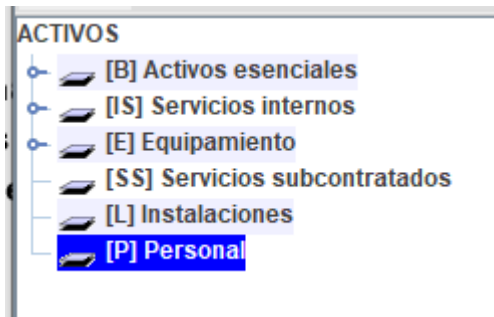 ACTIVOS
[B] Activos esenciales
[IS] Servicios internos
[E] Equipamiento
[SS] Servicios subcontratados
[L] Instalaciones
[P] Personal